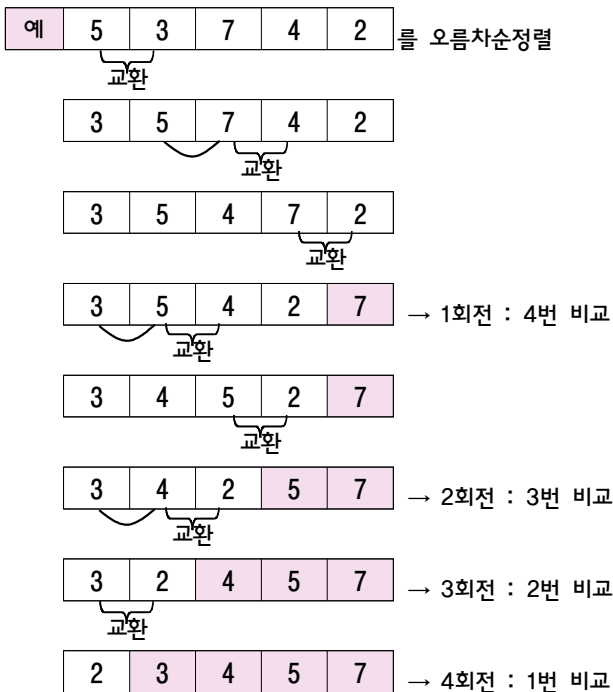 예 5 3 7 4 2 를 오름차순정렬
교환
3 5 7 4 2
교환
3 5 4 7 2
교환
3 5 4 2 7 → 1회전 : 4번 비교
교환
3 4 5 2 7
교환
3 4 2 5 7 → 2회전 : 3번 비교
교환
3 2 4 5 7 → 3회전 : 2번 비교
교환
2 3 4 5 7 → 4회전 : 1번 비교